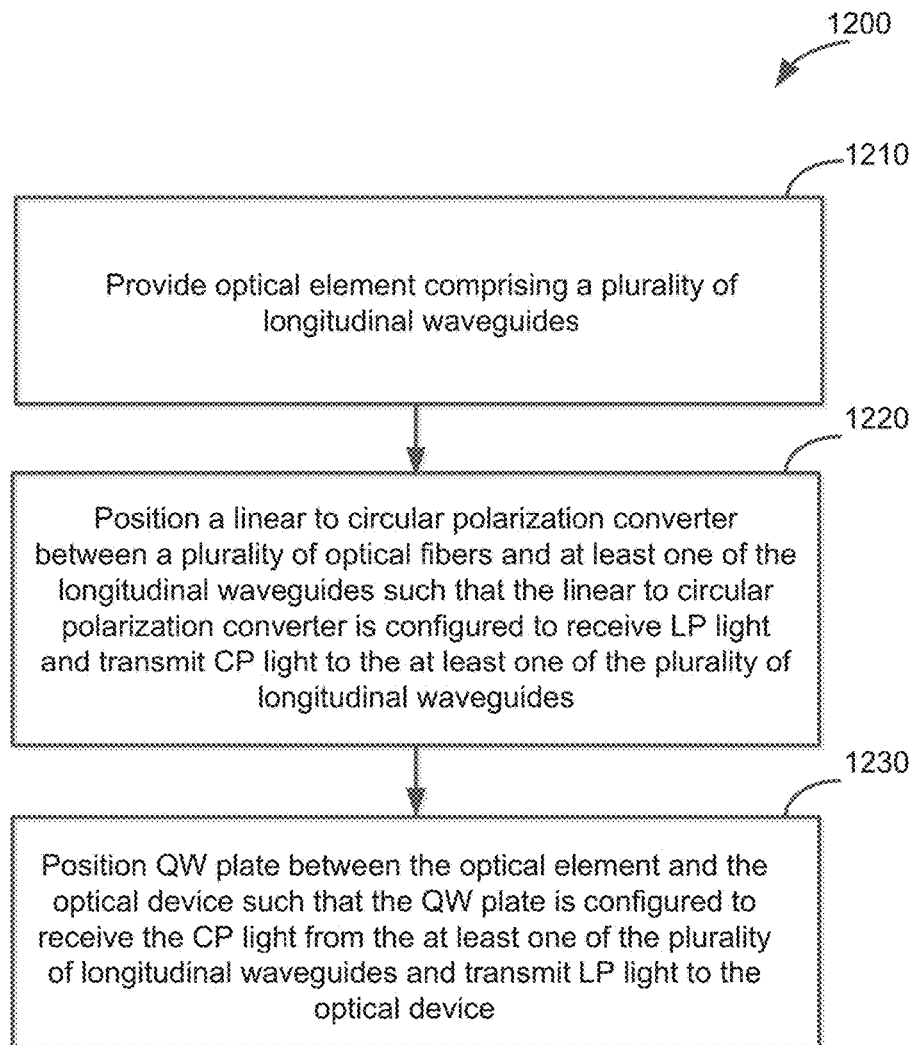 1200
1210
Provide optical element comprising a plurality of
longitudinal waveguides
1220
Position a linear to circular polarization converter
between a plurality of optical fibers and at least one of the
longitudinal waveguides such that the linear to circular
polarization converter is configured to receive LP light
and transmit CP light to the at least one of the plurality of
longitudinal waveguides
1230
Position QW plate between the optical element and the
optical device such that the QW plate is configured to
receive the CP light from the at least one of the plurality
of longitudinal waveguides and transmit LP light to the
optical device